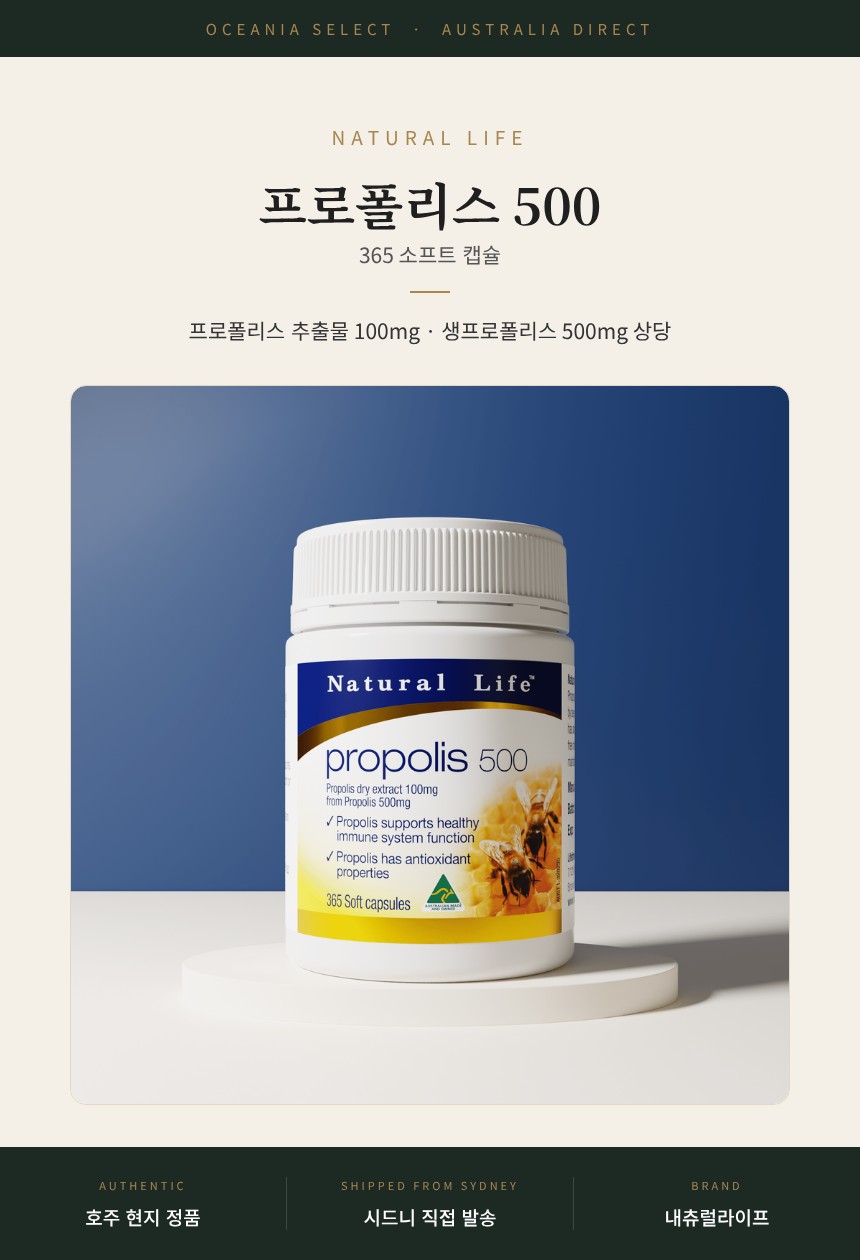 OCEANIA SELECT · AUSTRALIA DIRECT
NATURAL LIFE
프로폴리스 500
365 소프트 캡슐
프로폴리스 추출물 100mg · 생프로폴리스 500mg 상당
Natural Life™
propolis 500
Propolis dry extract 100mg
from Propolis 500mg
✓ Propolis supports healthy
immune system function
✓ Propolis has antioxidant
properties
365 Soft capsules
AUTHENTIC
호주 현지 정품
SHIPPED FROM SYDNEY
시드니 직접 발송
BRAND
내츄럴라이프